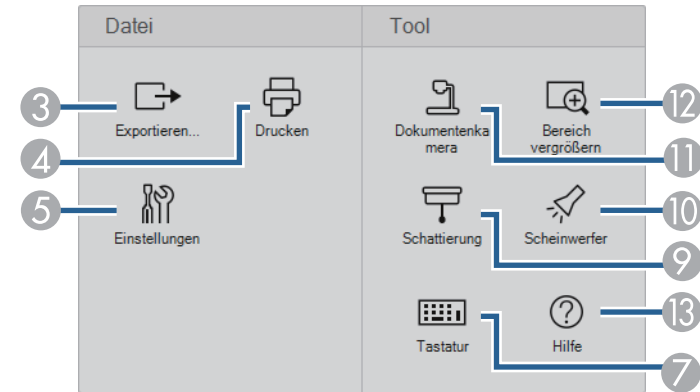 Datei
Tool
3
Exportieren...
Drucken
Dokumentenka
mera
Bereich
vergrößern
12
4
11
5
Einstellungen
Schattierung
Scheinwerfer
10
9
Tastatur
Hilfe
13
7